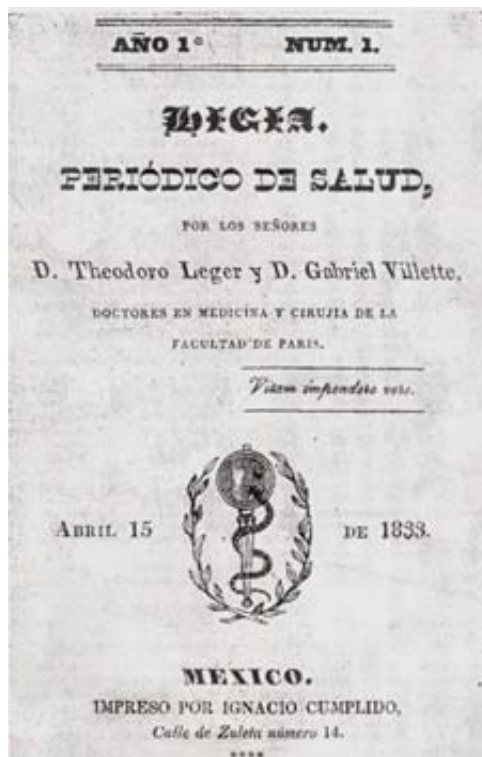 AÑO 1° NUM. 1.
HIGIA.
PERIÓDICO DE SALUD,
POR LOS SEÑORES
D. Theodoro Leger y D. Gabriel Villette,
DOCTORES EN MEDICINA Y CIRUJIA DE LA
FACULTAD DE PARIS.
Vitam impendere vero.
ABRIL 15 DE 1833.
MEXICO.
IMPRESO POR IGNACIO CUMPLIDO,
Calle de Zuleta número 14.